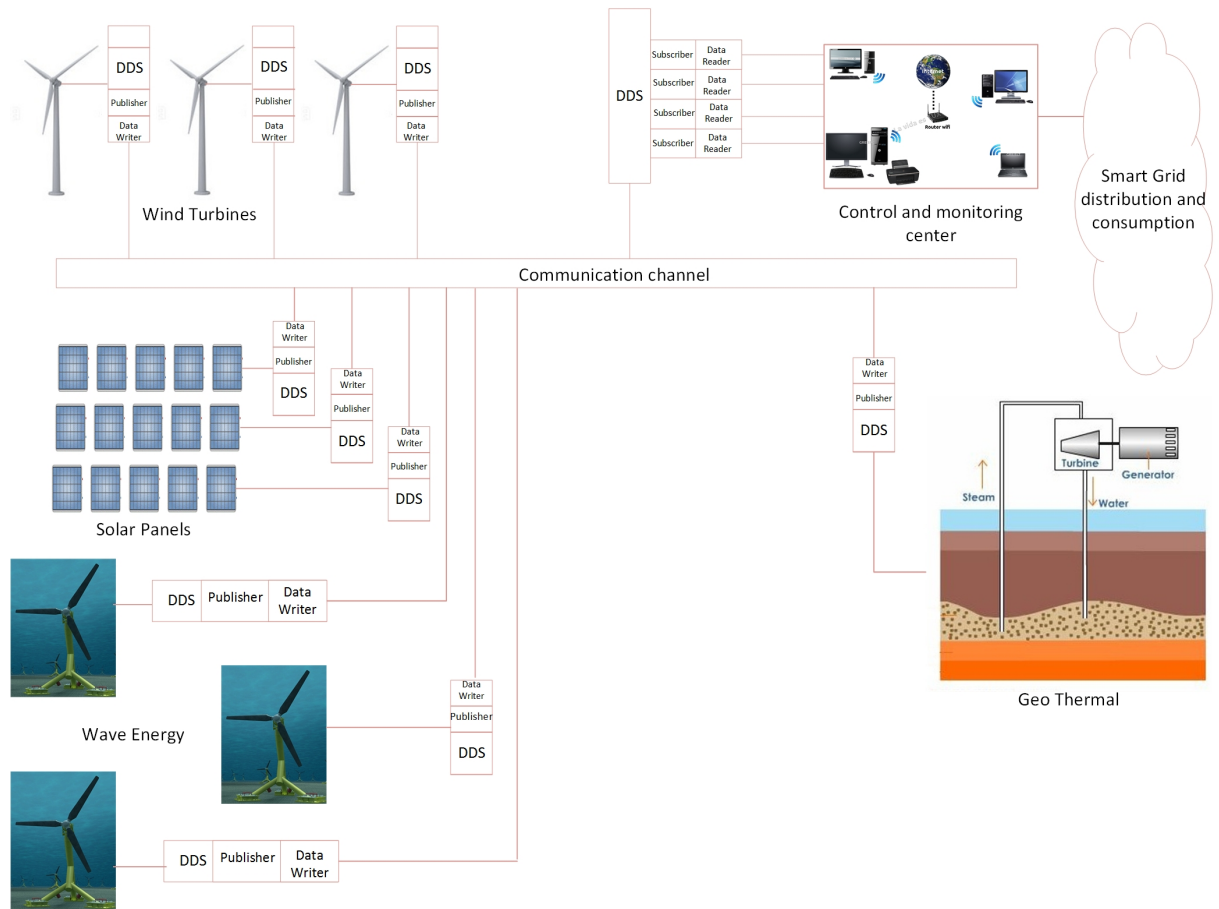 DDS
Publisher
Data
Writer
DDS
Publisher
Data
Writer
DDS
Publisher
Data
Writer
Wind Turbines
DDS
Subscriber
Data
Reader
Subscriber
Data
Reader
Subscriber
Data
Reader
Subscriber
Data
Reader
Internet
Router wifi
Control and monitoring
center
Smart Grid
distribution and
consumption
Communication channel
Data
Writer
Publisher
DDS
Data
Writer
Publisher
DDS
Data
Writer
Publisher
DDS
Solar Panels
Data
Writer
Publisher
DDS
Turbine
Generator
Steam
Water
Geo Thermal
DDS
Publisher
Data
Writer
Data
Writer
Publisher
DDS
Wave Energy
DDS
Publisher
Data
Writer